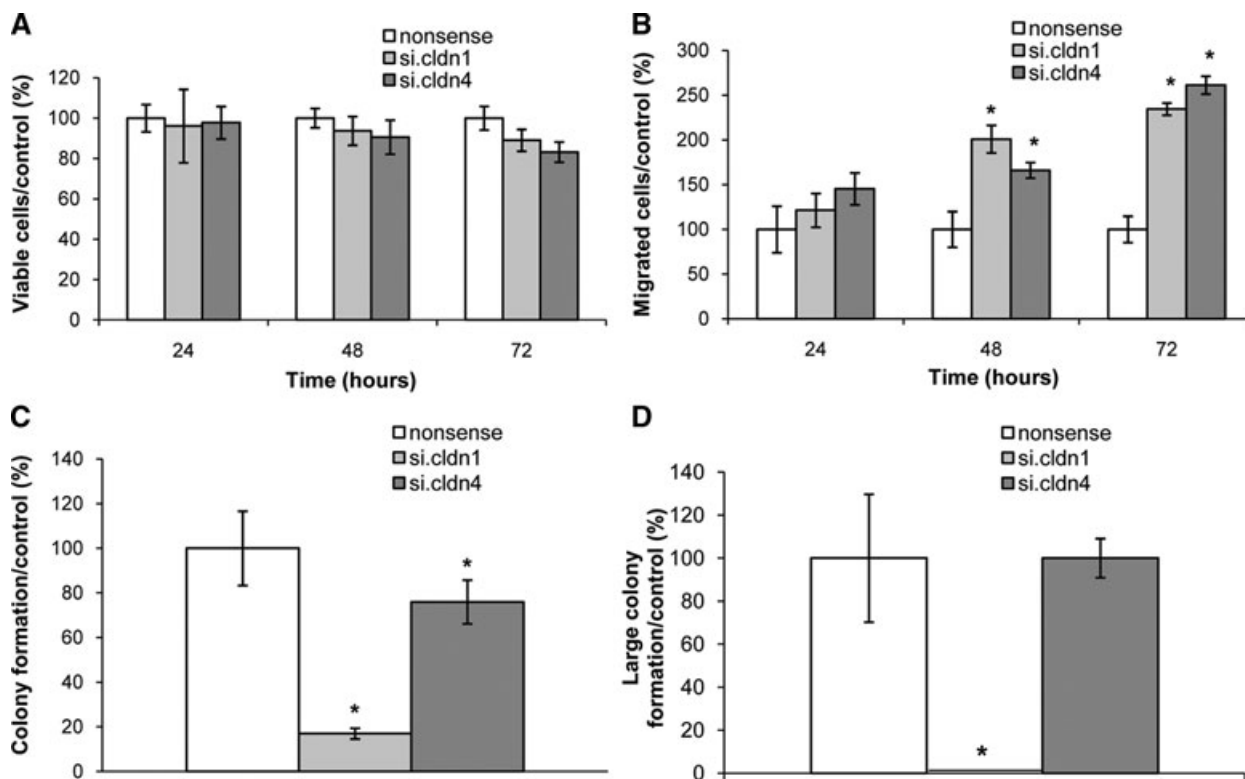 A
nonsense
si.cldn1
si.cldn4
Viable cells/control (%)
120
100
80
60
40
20
0
24
48
72
Time (hours)
B
nonsense
si.cldn1
si.cldn4
Migrated cells/control (%)
300
250
200
150
100
50
0
*
*
*
*
24
48
72
Time (hours)
C
nonsense
si.cldn1
si.cldn4
Colony formation/control (%)
140
120
100
80
60
40
20
0
*
*
D
nonsense
si.cldn1
si.cldn4
Large colony
formation/control (%)
140
120
100
80
60
40
20
0
*